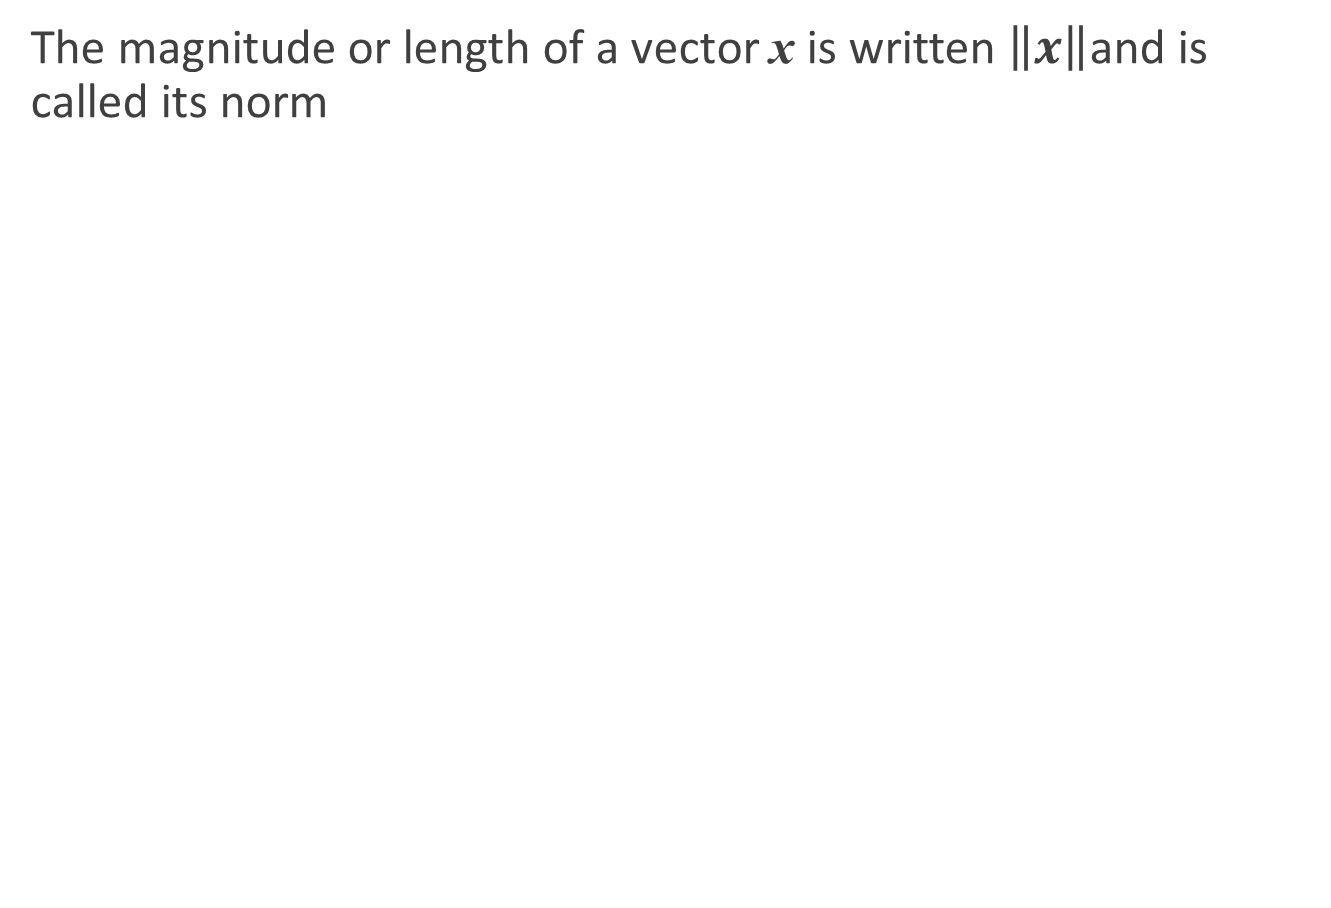 The magnitude or length of a vector x is written ‖x‖ and is
called its norm